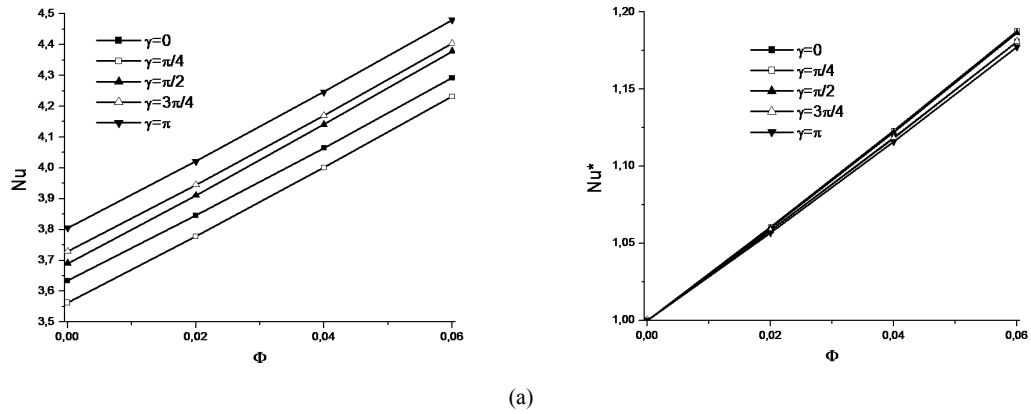 4,5
4,4
4,3
4,2
4,1
4,0
3,9
3,8
3,7
3,6
3,5
Nu
γ=0
γ=π/4
γ=π/2
γ=3π/4
γ=π
0,00 0,02 0,04 0,06
Φ
1,20
1,15
1,10
1,05
1,00
Nu*
γ=0
γ=π/4
γ=π/2
γ=3π/4
γ=π
0,00 0,02 0,04 0,06
Φ
(a)